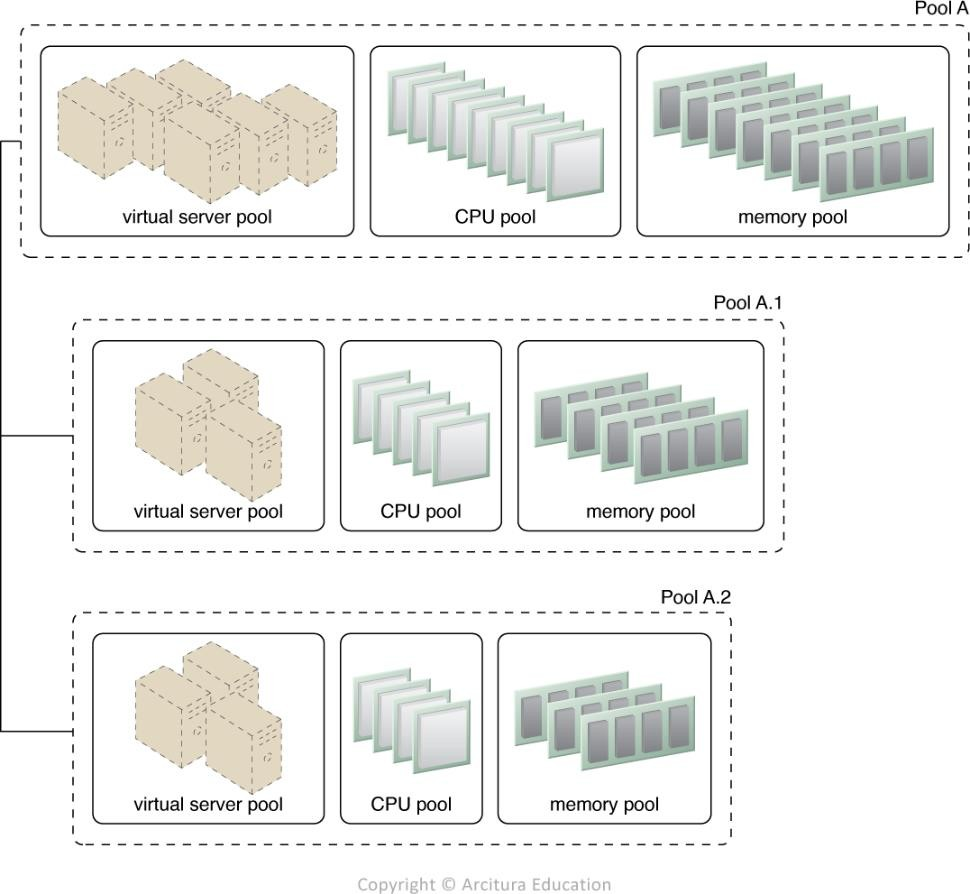 Pool A
virtual server pool
CPU pool
memory pool
Pool A.1
virtual server pool
CPU pool
memory pool
Pool A.2
virtual server pool
CPU pool
memory pool
Copyright © Arcitura Education